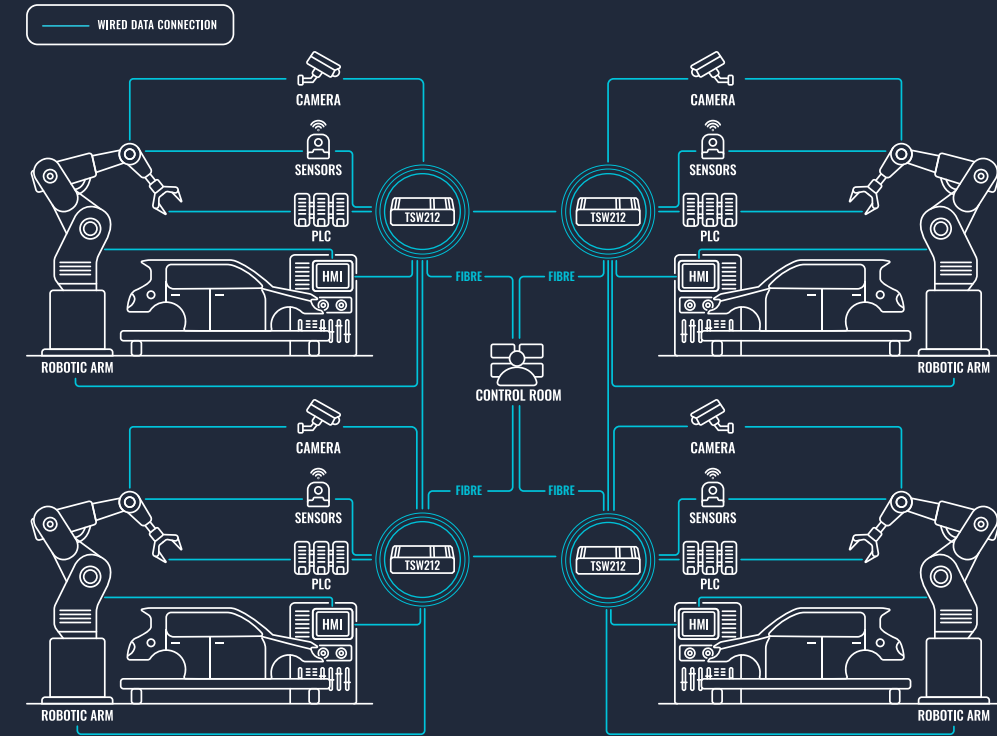 WIRED DATA CONNECTION
CAMERA
CAMERA
SENSORS
SENSORS
TSW212
TSW212
PLC
PLC
HMI
FIBRE
FIBRE
HMI
ROBOTIC ARM
ROBOTIC ARM
CONTROL ROOM
CAMERA
CAMERA
FIBRE
FIBRE
SENSORS
SENSORS
TSW212
TSW212
PLC
PLC
HMI
HMI
ROBOTIC ARM
ROBOTIC ARM